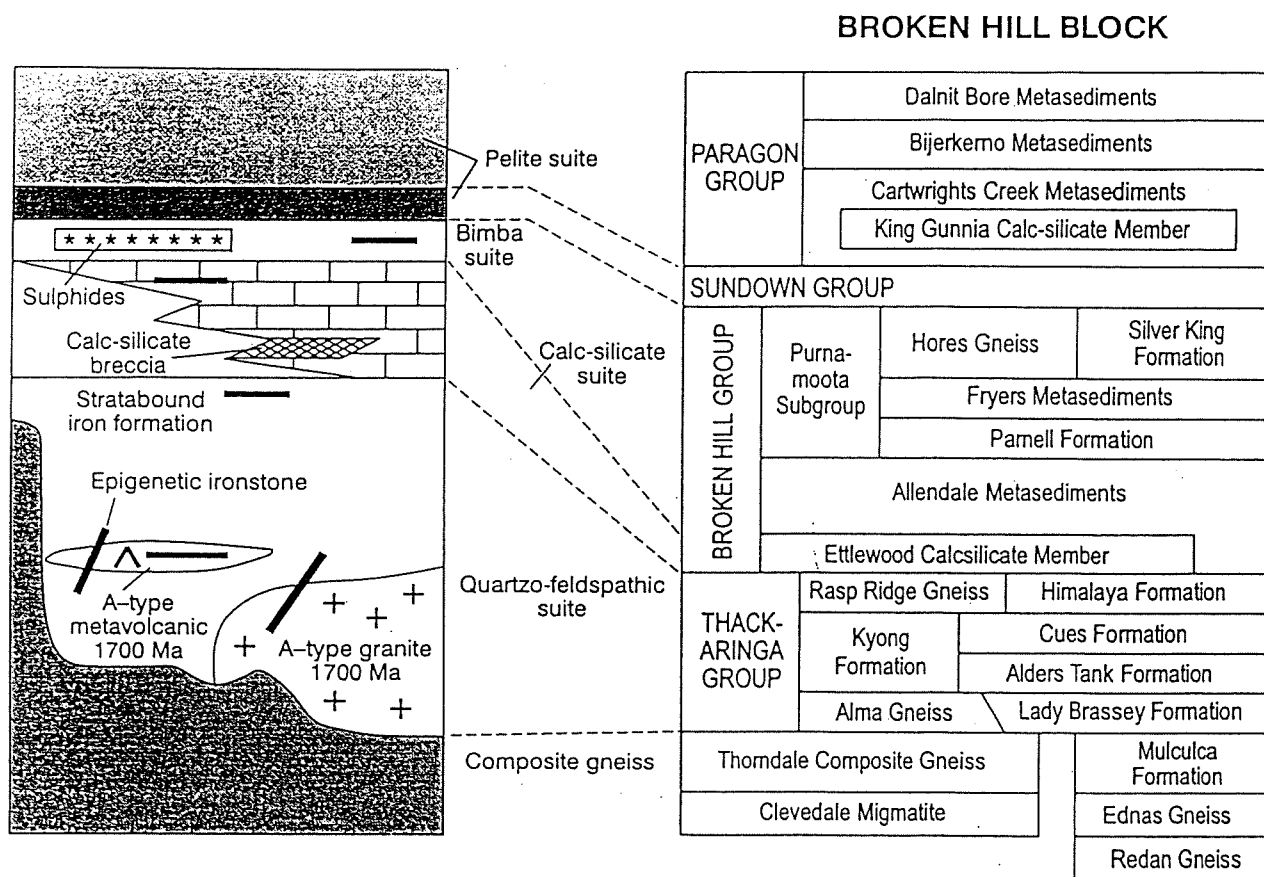 BROKEN HILL BLOCK
Pelite suite
Bimba
suite
Sulphides
Calc-silicate
breccia
Calc-silicate
suite
Stratabound
iron formation
Epigenetic ironstone
A–type
metavolcanic
1700 Ma
A–type granite
1700 Ma
Quartzo-feldspathic
suite
Composite gneiss
PARAGON
GROUP
Dalnit Bore Metasediments
Bijerkerno Metasediments
Cartwrights Creek Metasediments
King Gunnia Calc-silicate Member
SUNDOWN GROUP
BROKEN HILL GROUP
Purna-
moota
Subgroup
Hores Gneiss
Silver King
Formation
Fryers Metasediments
Parnell Formation
Allendale Metasediments
Ettlewood Calcsilicate Member
THACK-
ARINGA
GROUP
Rasp Ridge Gneiss
Himalaya Formation
Kyong
Formation
Cues Formation
Alders Tank Formation
Alma Gneiss
Lady Brassey Formation
Thorndale Composite Gneiss
Clevedale Migmatite
Mulculca
Formation
Ednas Gneiss
Redan Gneiss